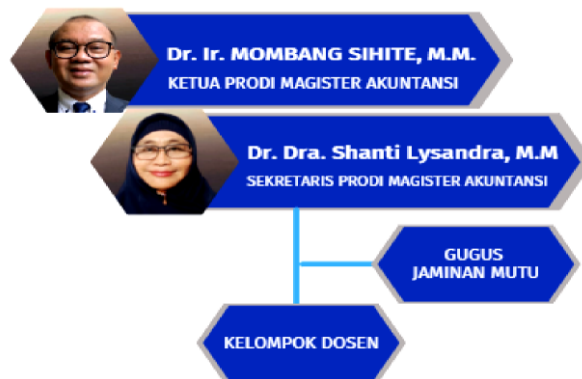 Dr. Ir. MOMBANG SIHITE, M.M.
KETUA PRODI MAGISTER AKUNTANSI
Dr. Dra. Shanti Lysandra, M.M
SEKRETARIS PRODI MAGISTER AKUNTANSI
GUGUS
JAMINAN MUTU
KELOMPOK DOSEN